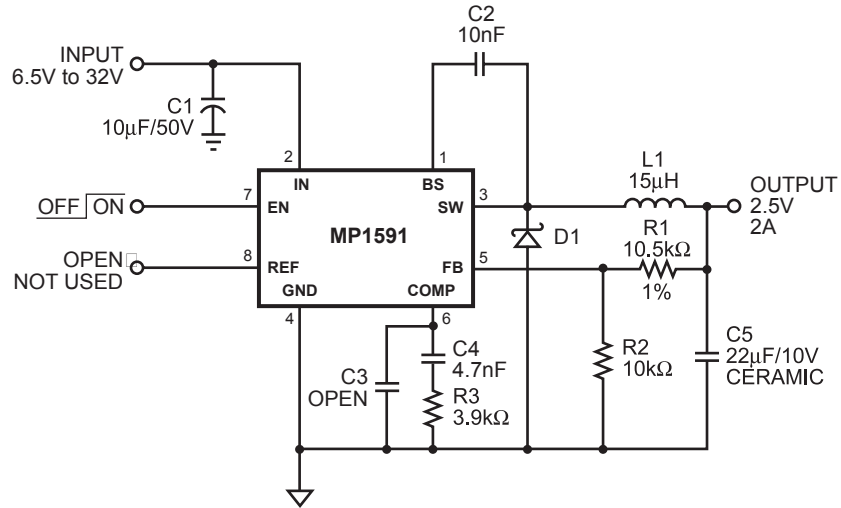 C2
10nF
INPUT
6.5V to 32V
C1
10µF/50V
2
1
IN
BS
L1
15µH
OUTPUT
2.5V
2A
OFF ON
7
EN
SW
3
MP1591
D1
R1
10.5kΩ
1%
OPEN
NOT USED
8
REF
FB
5
GND
COMP
4
6
C3
OPEN
C4
4.7nF
R3
3.9kΩ
R2
10kΩ
C5
22µF/10V
CERAMIC